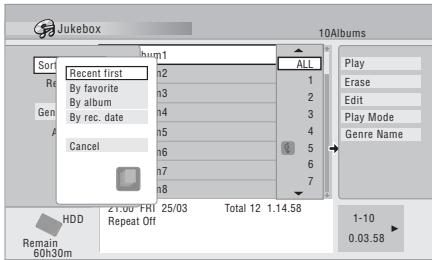 Jukebox
10Albums
Sor
Re
Gen
A
Recent first
By favorite
By album
By rec. date
Cancel
bum1
m2
m3
m4
m5
m6
m7
m8
ALL
1
2
3
4
5
6
7
Play
Erase
Edit
Play Mode
Genre Name
HDD
Remain
60h30m
21:00 FRI 25/03 Total 12 1.14.58
Repeat Off
1-10
0.03.58